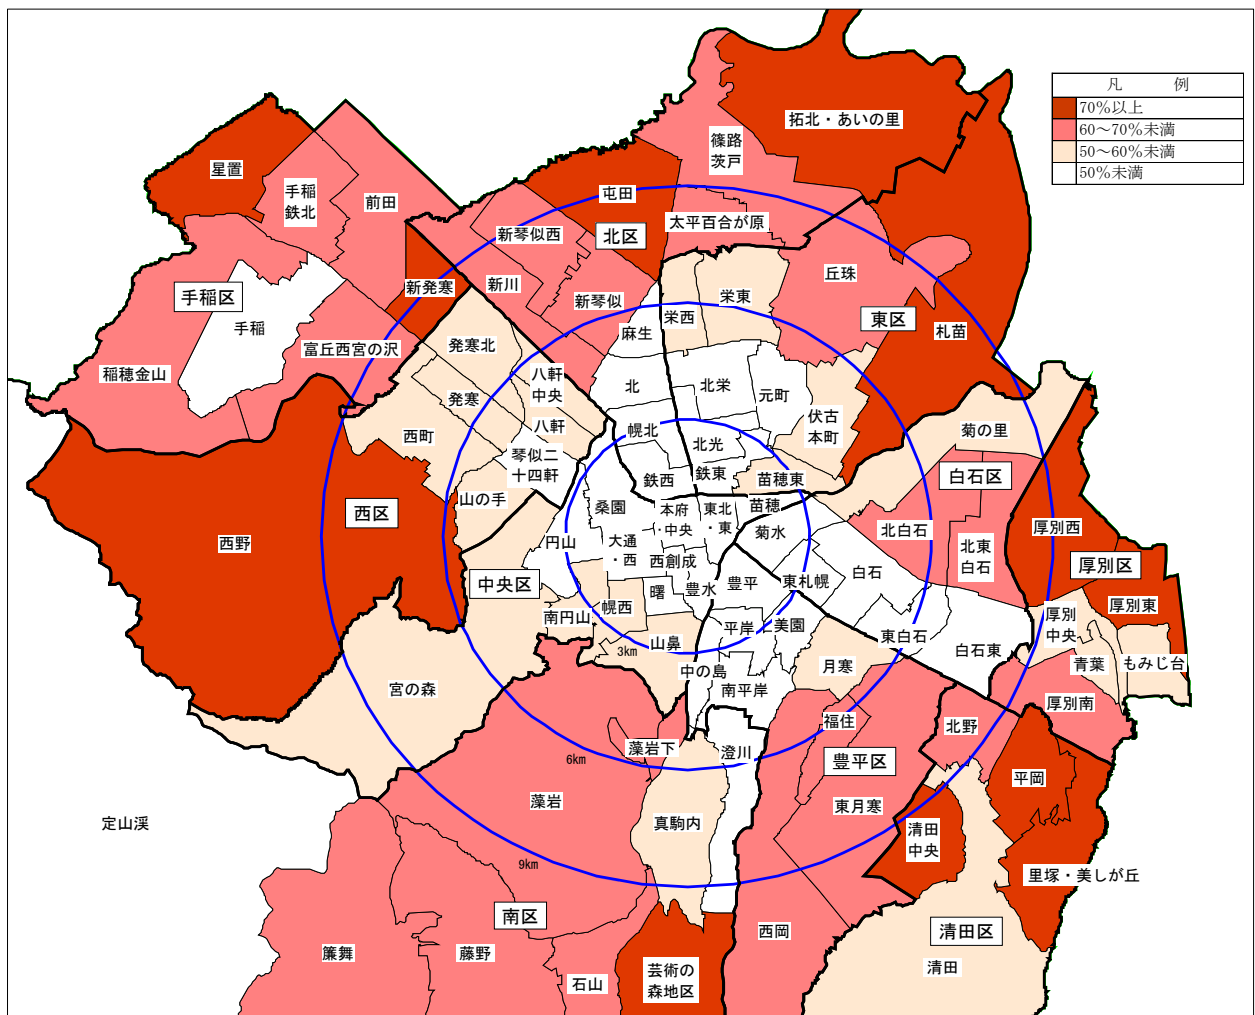 凡　　例
70%以上
60～70%未満
50～60%未満
50%未満
拓北・あいの里
篠路
茨戸
星置
手稲
鉄北
前田
屯田
新琴似西
北区
太平百合が原
新発寒
新川
新琴似
丘珠
栄東
栄西
東区
札苗
手稲区
手稲
麻生
発寒北
富丘西宮の沢
稲穂金山
八軒
中央
北
北栄
元町
発寒
八軒
伏古
本町
西町
幌北
北光
菊の里
琴似二
十四軒
鉄西
鉄東
苗穂東
白石区
山の手
桑園
本府
・中央
東北
・東
苗穂
西区
円山
大通
・西
西創成
菊水
北白石
北東
白石
厚別西
西野
中央区
曙
豊水
豊平
東札幌
白石
厚別区
南円山
幌西
厚別東
厚別
中央
平岸
美園
東白石
山鼻
3km
白石東
青葉
もみじ台
中の島
月寒
宮の森
南平岸
厚別南
福住
北野
藻岩下
澄川
6km
豊平区
平岡
藻岩
東月寒
定山渓
真駒内
清田
中央
9km
里塚・美しが丘
南区
西岡
清田区
簾舞
藤野
石山
芸術の
森地区
清田